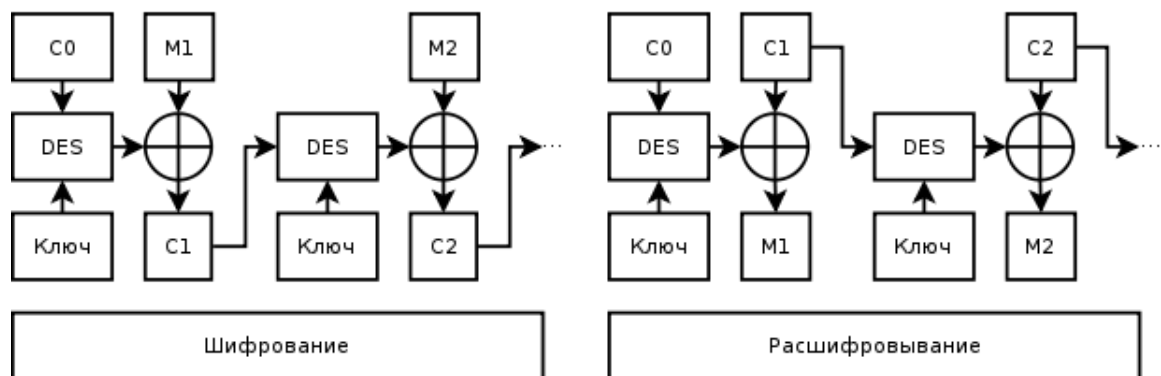 C0 M1 M2 C0 C1 C2
DES DES ... DES DES ...
Ключ C1 Ключ C2 Ключ M1 Ключ M2
Шифрование Расшифровывание